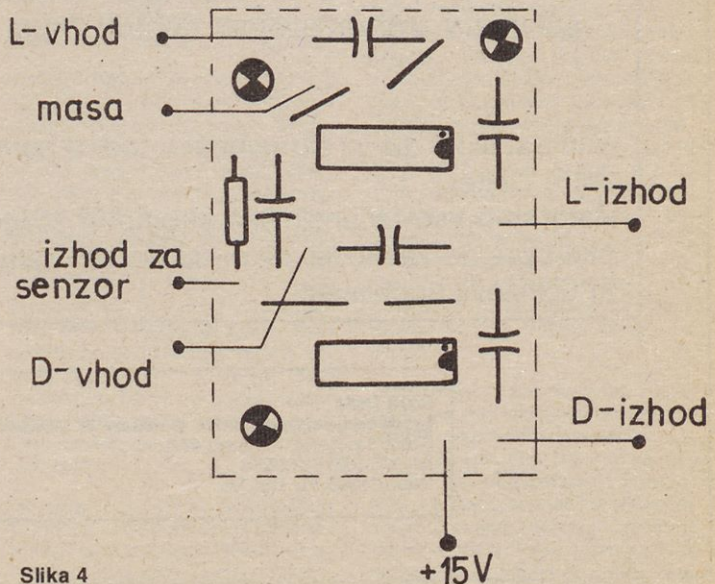 L-vhod
masa
L-izhod
izhod za
senzor
D-vhod
D-izhod
+15V
Slika 4